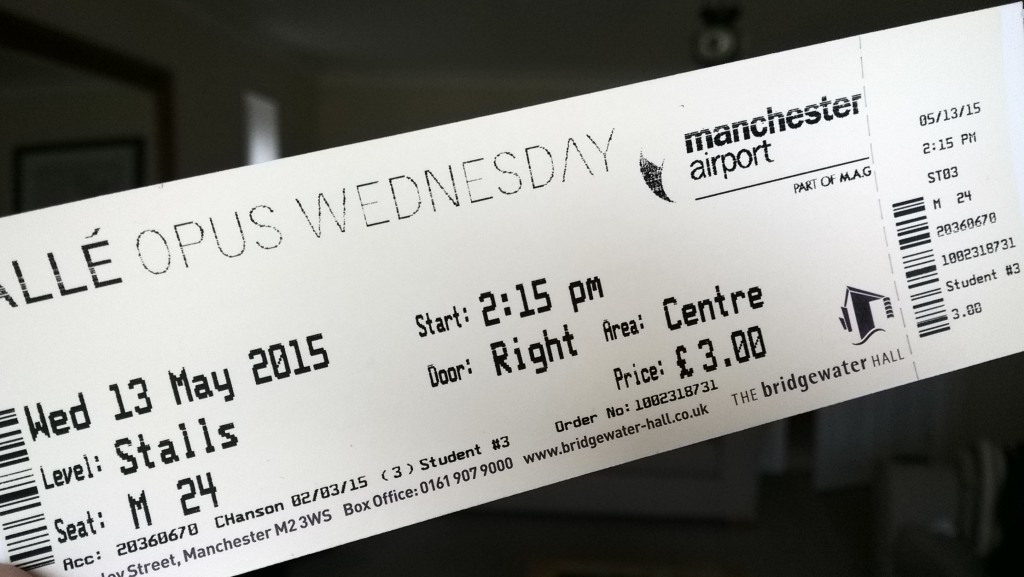 ALLÉ OPUS WEDNESDAY
manchester
airport
PART OF M.A.G
Wed 13 May 2015
Start: 2:15 pm
Level: Stalls
Door: Right Area: Centre
Seat: M 24
Price: £ 3.00
Acc: 20360670 CHanson 02/03/15 (3) Student #3
Order No: 1002318731
ley Street, Manchester M2 3WS Box Office: 0161 907 9000 www.bridgewater-hall.co.uk
THE bridgewater HALL
05/13/15
2:15 PM
ST03
M 24
20360670
1002318731
Student #3
3.00